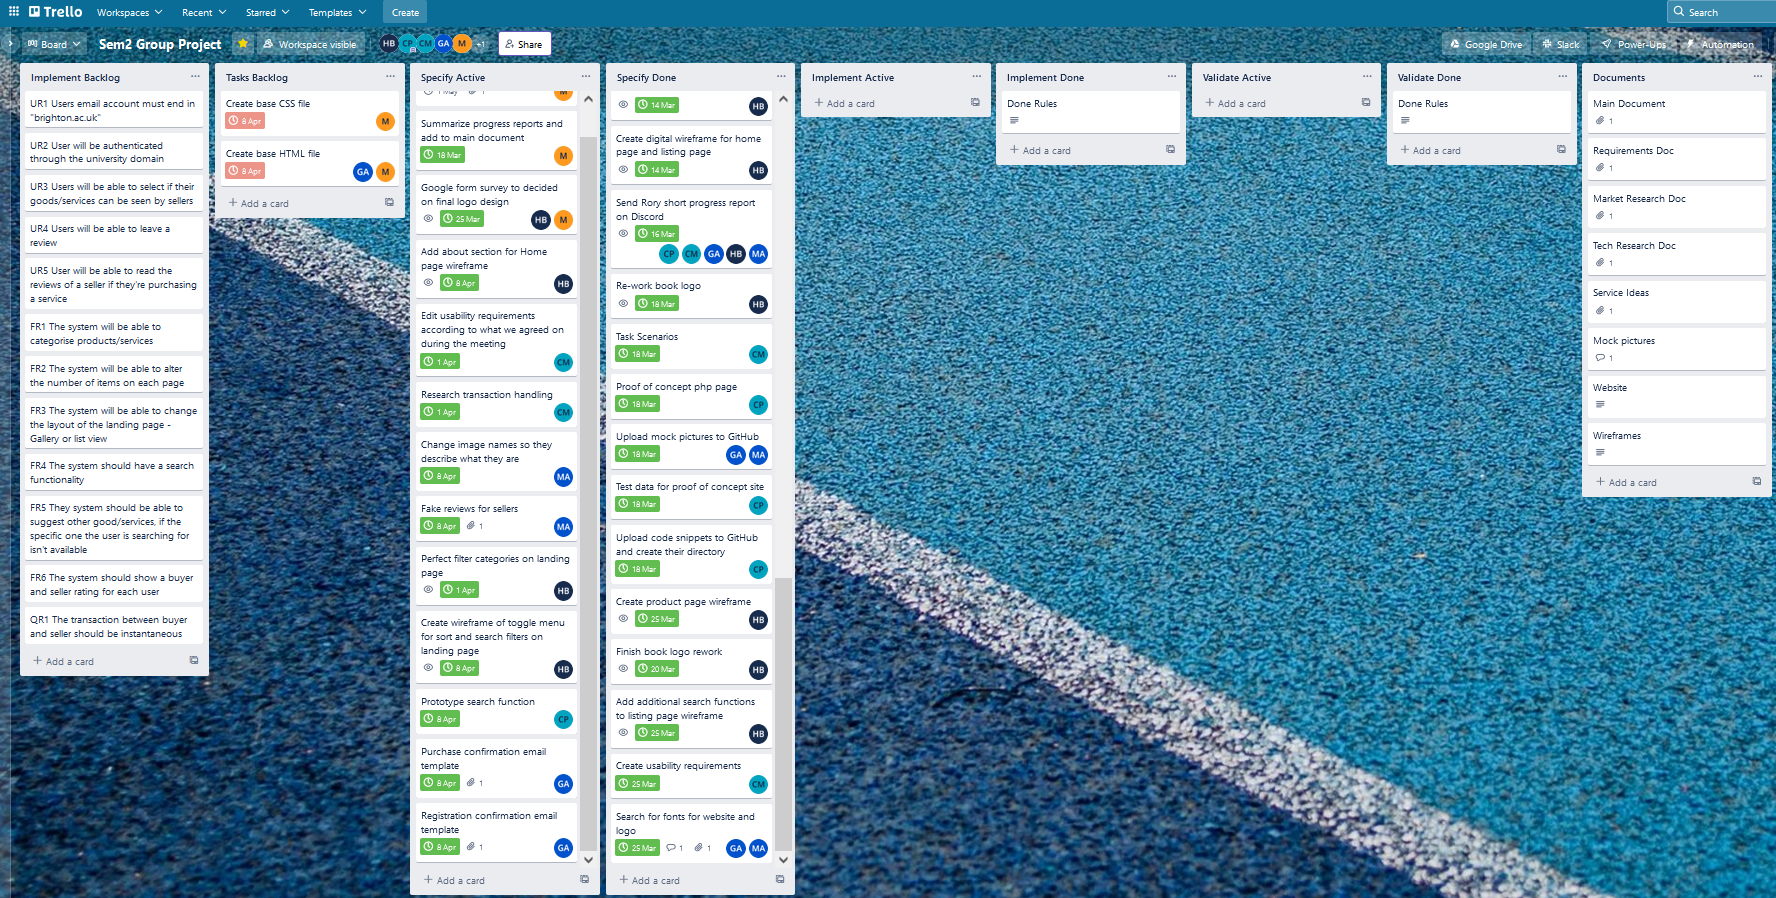 Trello
Workspaces
Recent
Starred
Templates
Create
Search
Board
Sem2 Group Project
Workspace visible
HB
CP
CM
GA
M
+1
Share
Google Drive
Slack
Power-Ups
Automation
Implement Backlog
UR1 Users email account must end in
"brighton.ac.uk"
UR2 User will be authenticated
through the university domain
UR3 Users will be able to select if their
goods/services can be seen by sellers
UR4 Users will be able to leave a
review
UR5 User will be able to read the
reviews of a seller if they're purchasing
a service
FR1 The system will be able to
categorise products/services
FR2 The system will be able to alter
the number of items on each page
FR3 The system will be able to change
the layout of the landing page -
Gallery or list view
FR4 The system should have a search
functionality
FR5 They system should be able to
suggest other good/services, if the
specific one the user is searching for
isn't available
FR6 The system should show a buyer
and seller rating for each user
QR1 The transaction between buyer
and seller should be instantaneous
+ Add a card
Tasks Backlog
Create base CSS file
8 Apr
M
Create base HTML file
8 Apr
GA M
+ Add a card
Specify Active
1 May 1
M
Summarize progress reports and
add to main document
18 Mar
M
Google form survey to decided
on final logo design
25 Mar
HB M
Add about section for Home
page wireframe
8 Apr
HB
Edit usability requirements
according to what we agreed on
during the meeting
1 Apr
CM
Research transaction handling
1 Apr
CM
Change image names so they
describe what they are
8 Apr
MA
Fake reviews for sellers
8 Apr 1
MA
Perfect filter categories on landing
page
1 Apr
HB
Create wireframe of toggle menu
for sort and search filters on
landing page
8 Apr
HB
Prototype search function
8 Apr
CP
Purchase confirmation email
template
8 Apr 1
GA
Registration confirmation email
template
8 Apr 1
GA
+ Add a card
Specify Done
14 Mar
HB
Create digital wireframe for home
page and listing page
14 Mar
HB
Send Rory short progress report
on Discord
16 Mar
CP CM GA HB MA
Re-work book logo
18 Mar
HB
Task Scenarios
18 Mar
CM
Proof of concept php page
18 Mar
CP
Upload mock pictures to GitHub
18 Mar
GA MA
Test data for proof of concept site
18 Mar
CP
Upload code snippets to GitHub
and create their directory
18 Mar
CP
Create product page wireframe
25 Mar
HB
Finish book logo rework
20 Mar
HB
Add additional search functions
to listing page wireframe
25 Mar
HB
Create usability requirements
25 Mar
CM
Search for fonts for website and
logo
25 Mar 1 1
GA MA
+ Add a card
Implement Active
+ Add a card
Implement Done
Done Rules
+ Add a card
Validate Active
+ Add a card
Validate Done
Done Rules
+ Add a card
Documents
Main Document
1
Requirements Doc
1
Market Research Doc
1
Tech Research Doc
1
Service Ideas
1
Mock pictures
1
Website
Wireframes
+ Add a card